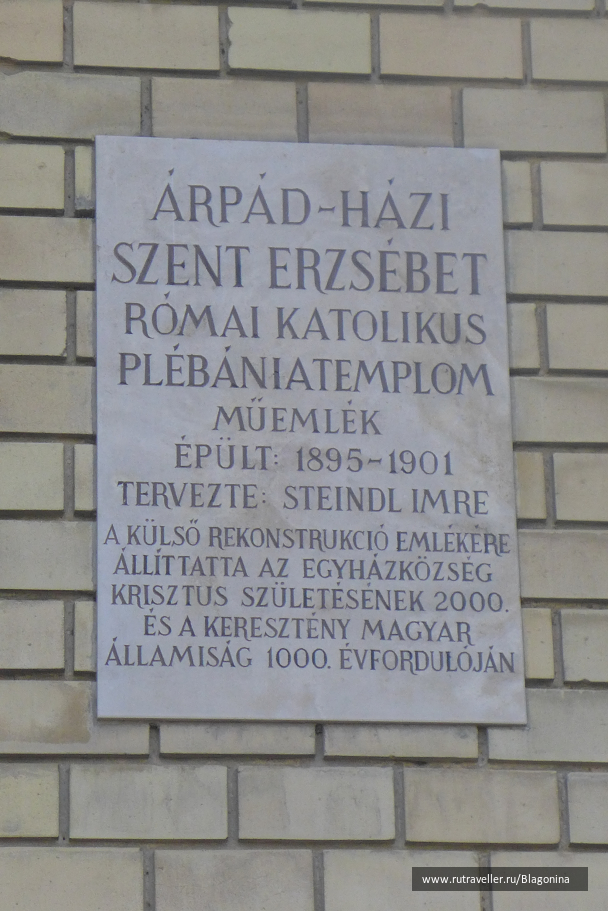 ÁRPÁD-HÁZI
SZENT ERZSÉBET
RÓMAI KATOLIKUS
PLÉBÁNIATEMPLOM
MŰEMLÉK
ÉPÜLT: 1895-1901
TERVEZTE: STEINDL IMRE
A KÜLSŐ REKONSTRUKCIÓ EMLÉKÉRE
ÁLLÍTTATTA AZ EGYHÁZKÖZSÉG
KRISZTUS SZÜLETÉSÉNEK 2000.
ÉS A KERESZTÉNY MAGYAR
ÁLLAMISÁG 1000. ÉVFORDULÓJÁN
www.rutraveller.ru/Blagonina